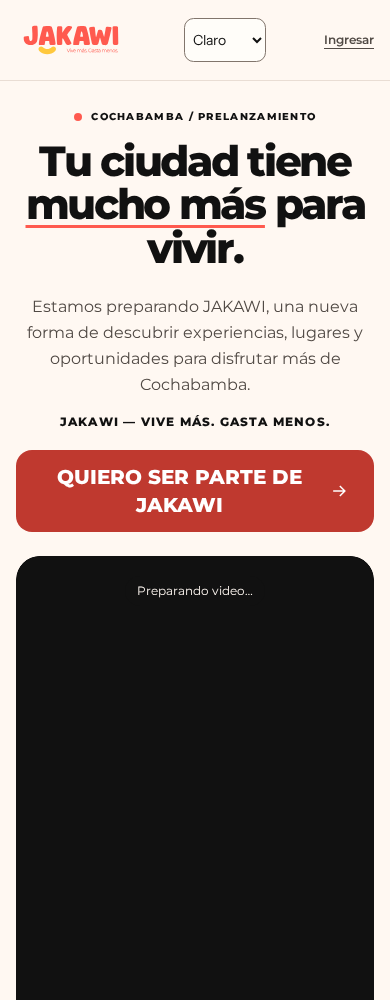 JAKAWI
Vive más. Gasta menos.
Claro
Ingresar
COCHABAMBA / PRELANZAMIENTO
Tu ciudad tiene
mucho más para
vivir.
Estamos preparando JAKAWI, una nueva
forma de descubrir experiencias, lugares y
oportunidades para disfrutar más de
Cochabamba.
JAKAWI — VIVE MÁS. GASTA MENOS.
QUIERO SER PARTE DE
JAKAWI →
Preparando video...